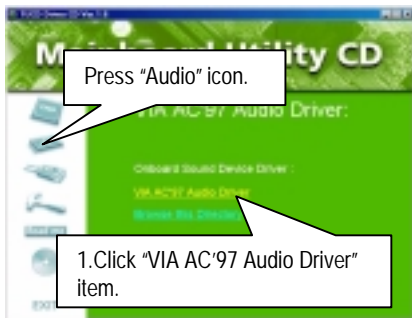 Mainboard Utility CD
Press “Audio” icon.
VIA AC'97 Audio Driver:
Onboard Sound Device Driver :
VIA AC'97 Audio Driver
Browse this Directory
1.Click “VIA AC’97 Audio Driver”
item.
EXIT